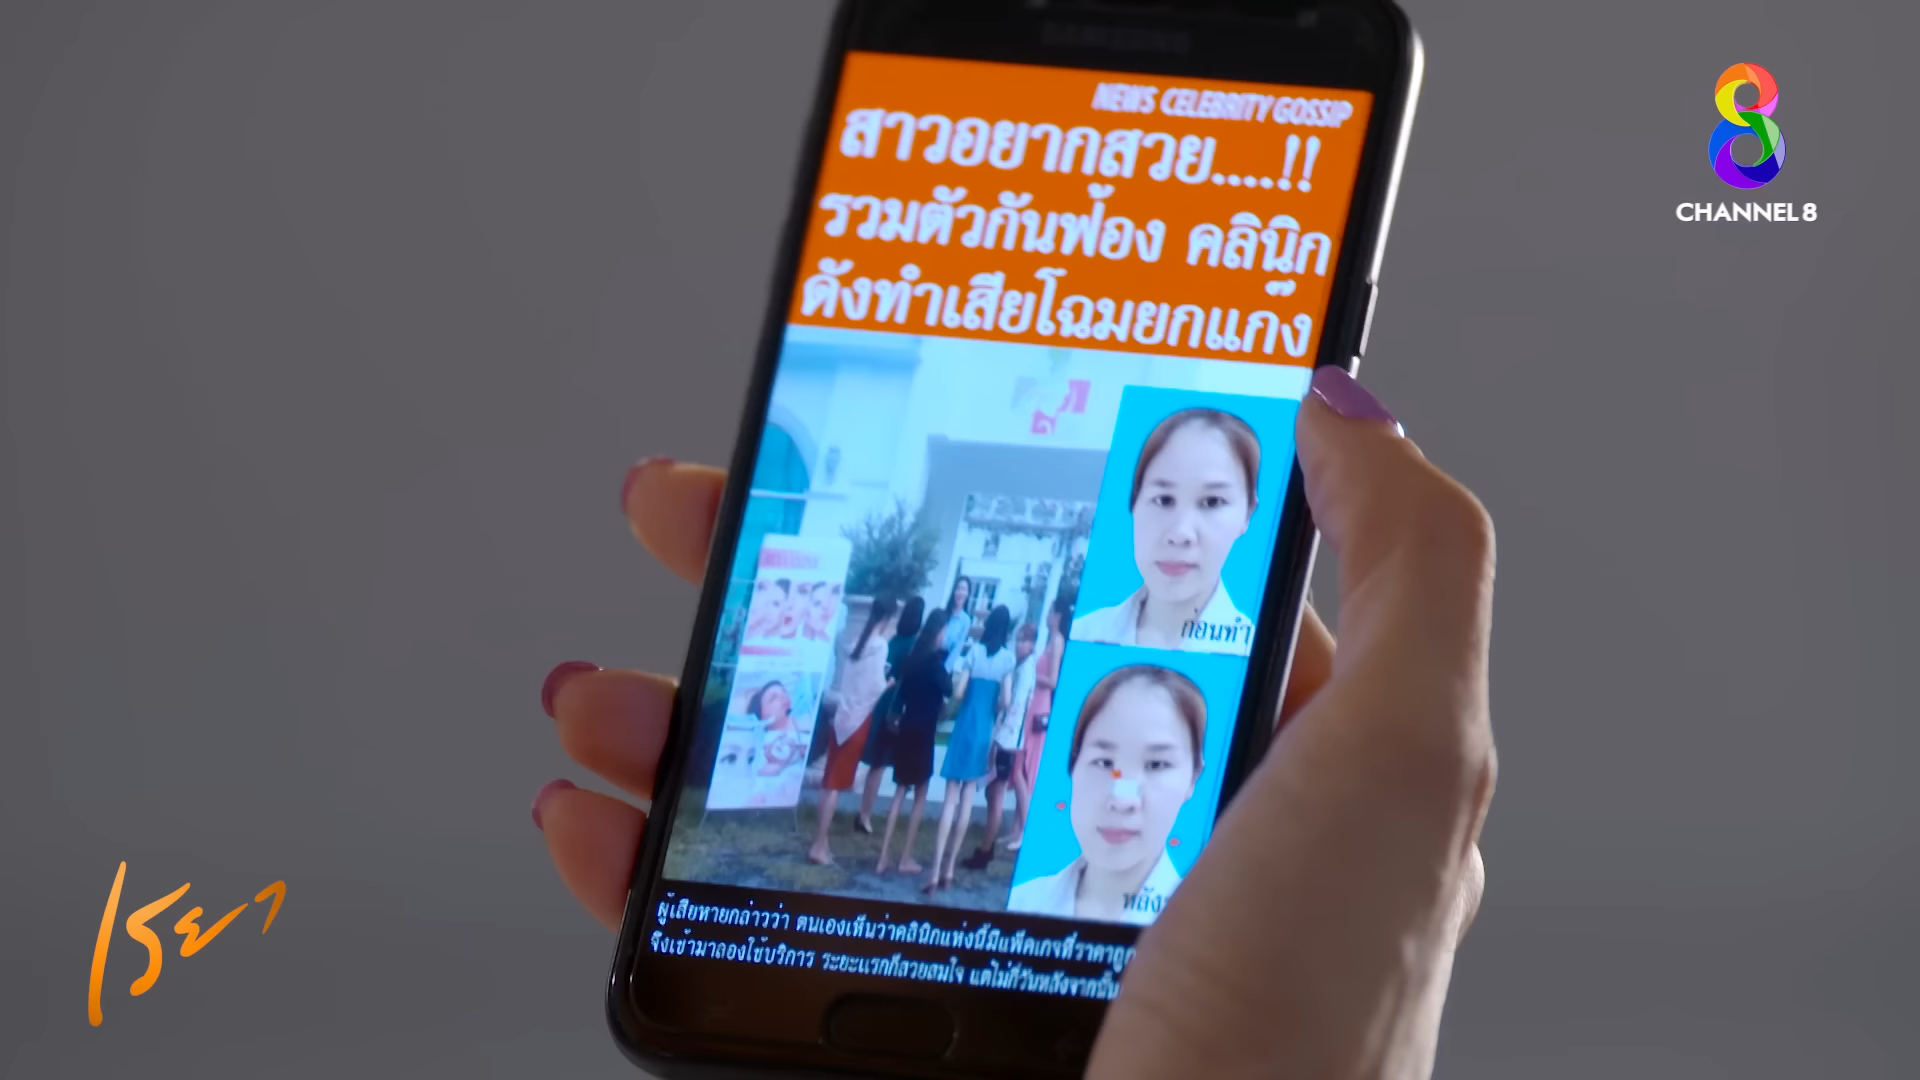 NEWS CELEBRITY GOSSIP
สาวอยากสวย....!!
รวมตัวกันฟ้อง คลินิ๊ก
ดังทำเสียโฉมยกแก๊ง
ก่อนทำ
หลัง
ผู้เสียหายกล่าวว่า ตนเองเห็นว่าคลินิกแห่งนี้มีแพ็คเกจที่ราคาถูก
จึงเข้ามาลองใช้บริการ ระยะแรกก็สวยสมใจ แต่ไม่กี่วันหลังจากนั้น
CHANNEL 8
เรยา